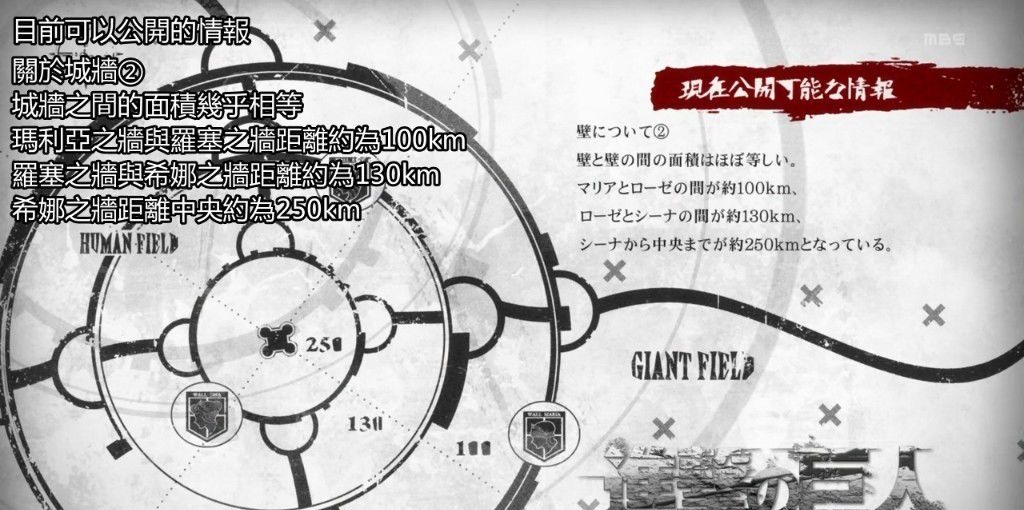 目前可以公開的情報
關於城牆②
城牆之間的面積幾乎相等
瑪利亞之牆與羅塞之牆距離約為100km
羅塞之牆與希娜之牆距離約為130km
希娜之牆距離中央約為250km
MBS
現在公開可能な情報
壁について②
壁と壁の間の面積はほぼ等しい。
マリアとローゼの間が約100km、
ローゼとシーナの間が約130km、
シーナから中央までが約250kmとなっている。
HUMAN FIELD
250
GIANT FIELD
WALL SINA
130
WALL MARIA
100
進撃の巨人